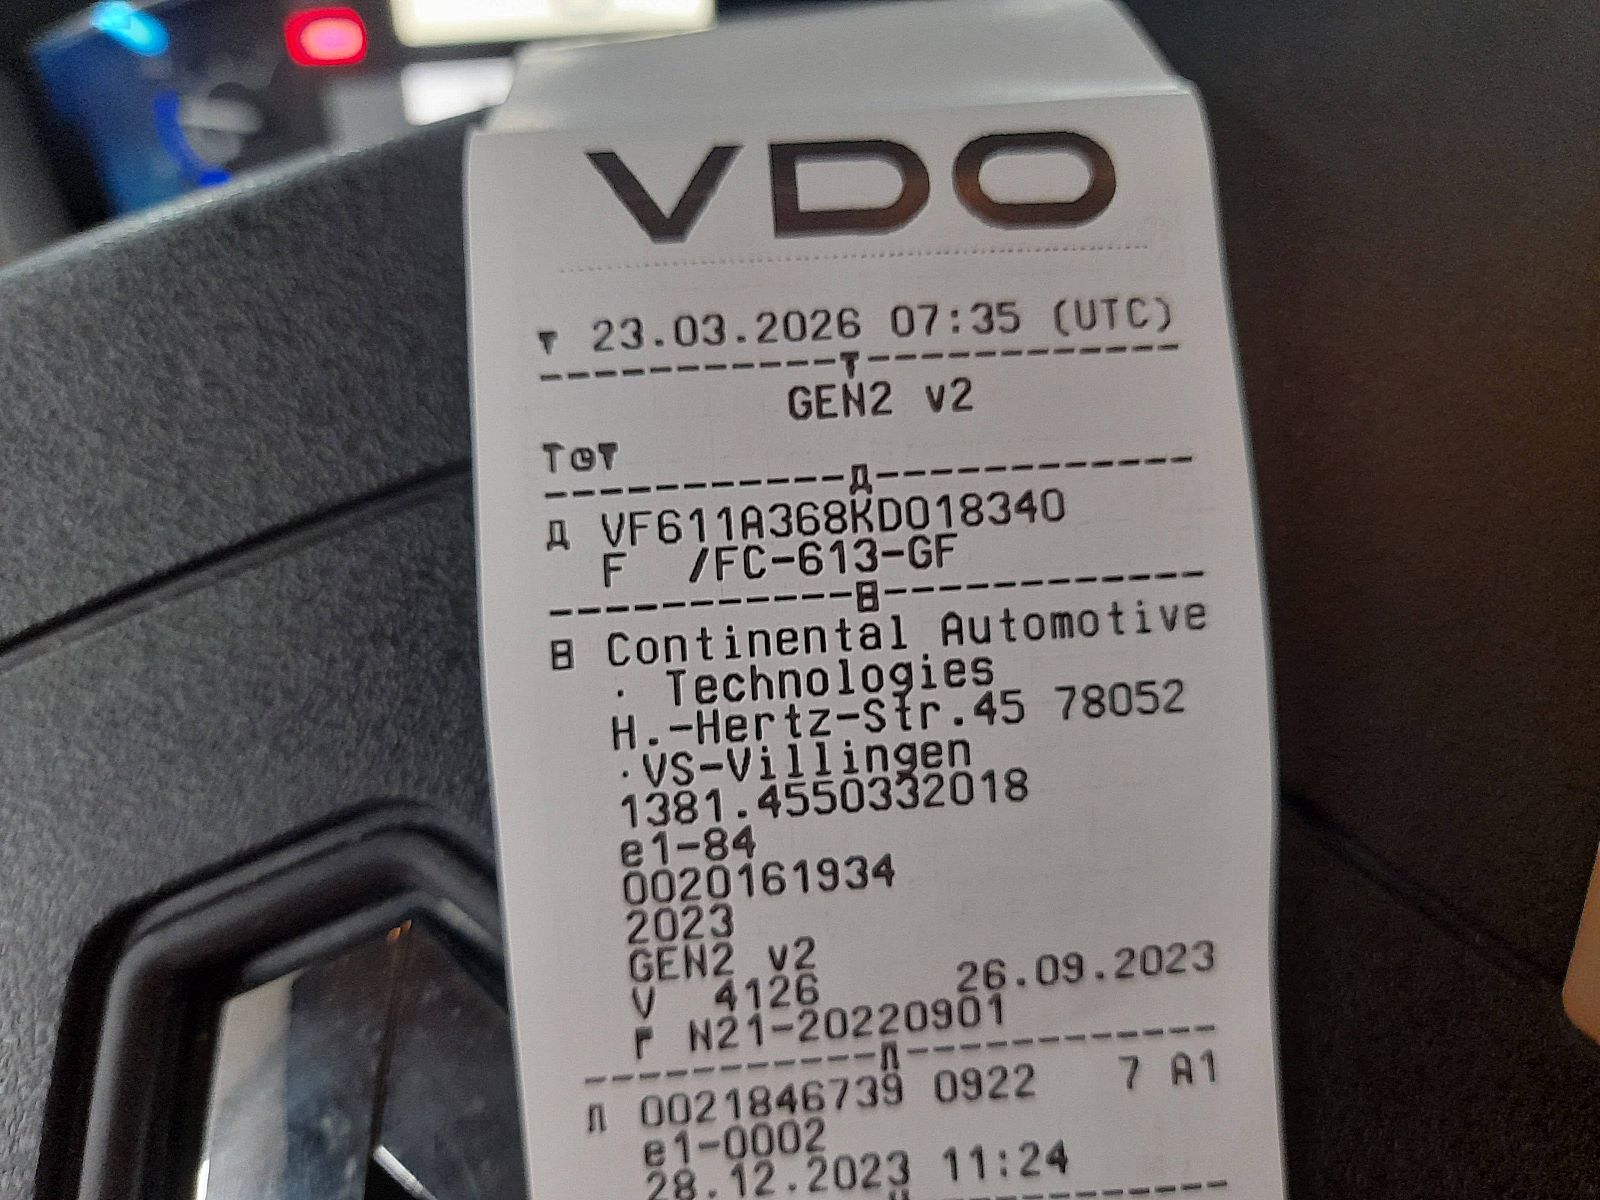 VDO
▼ 23.03.2026 07:35 (UTC)
-----------▼-----------
GEN2 v2
T⊙▼
-----------Д-----------
Д VF611A368KD018340
F /FC-613-GF
-----------B-----------
B Continental Automotive
. Technologies
H.-Hertz-Str.45 78052
.VS-Villingen
1381.4550332018
e1-84
0020161934
2023
GEN2 v2
V 4126 26.09.2023
N21-20220901
-----------Л-----------
Л 0021846739 0922 7 A1
e1-0002
28.12.2023 11:24